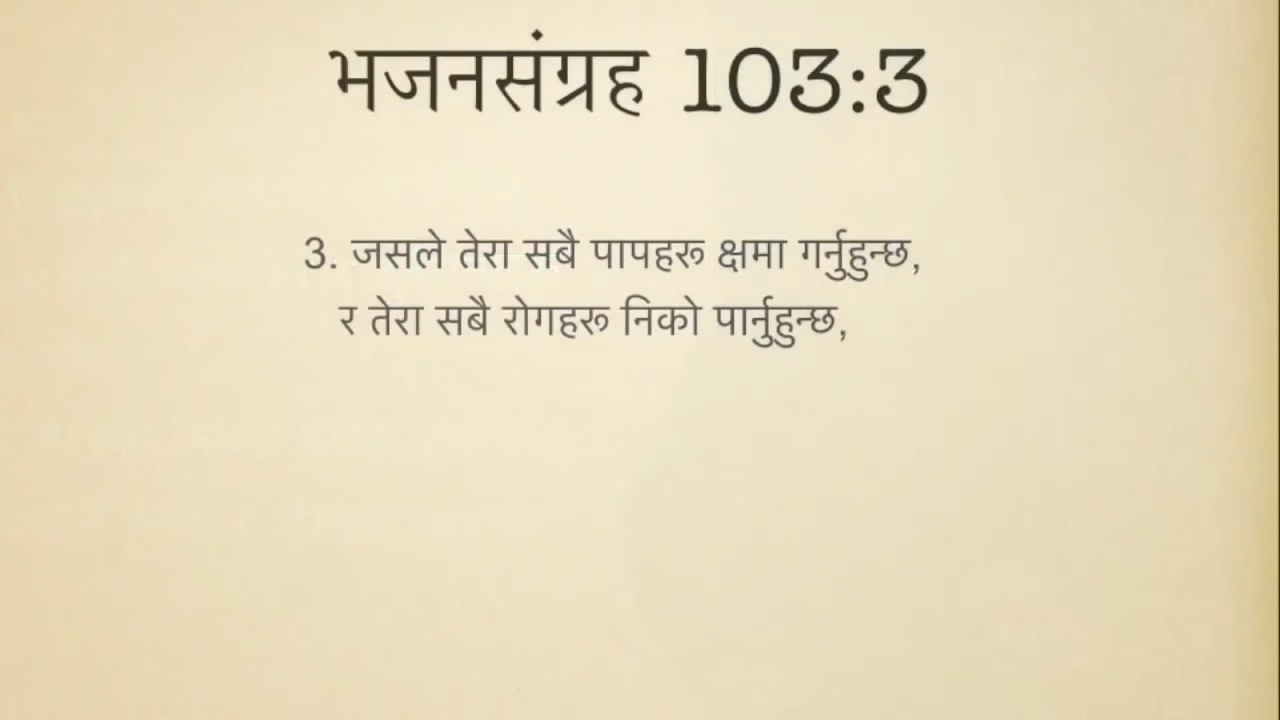 भजनसंग्रह 103:3
3. जसले तेरा सबै पापहरू क्षमा गर्नुहुन्छ,
र तेरा सबै रोगहरू निको पार्नुहुन्छ,